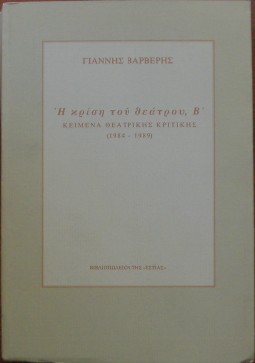 ΓΙΑΝΝΗΣ ΒΑΡΒΕΡΗΣ
Ἡ κρίση τοῦ θεάτρου, Β΄
ΚΕΙΜΕΝΑ ΘΕΑΤΡΙΚΗΣ ΚΡΙΤΙΚΗΣ
(1984 - 1989)
ΒΙΒΛΙΟΠΩΛΕΙΟΝ ΤΗΣ «ΕΣΤΙΑΣ»